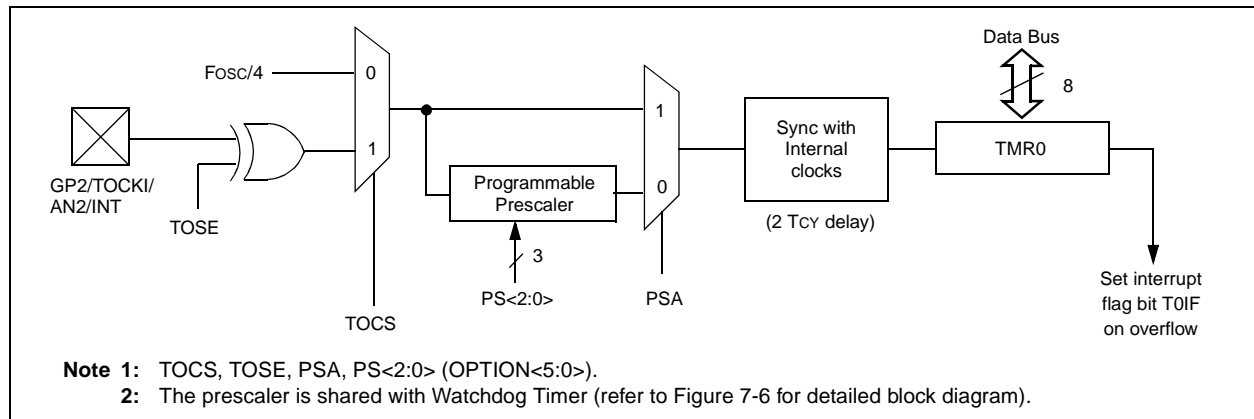 Data Bus
FOSC/4
0
8
1
Sync with
Internal
clocks
TMR0
1
Programmable
Prescaler
0
GP2/TOCKI/
AN2/INT
TOSE
(2 TCY delay)
3
PS<2:0>
PSA
Set interrupt
flag bit T0IF
on overflow
TOCS
Note 1: TOCS, TOSE, PSA, PS<2:0> (OPTION<5:0>).
2: The prescaler is shared with Watchdog Timer (refer to Figure 7-6 for detailed block diagram).